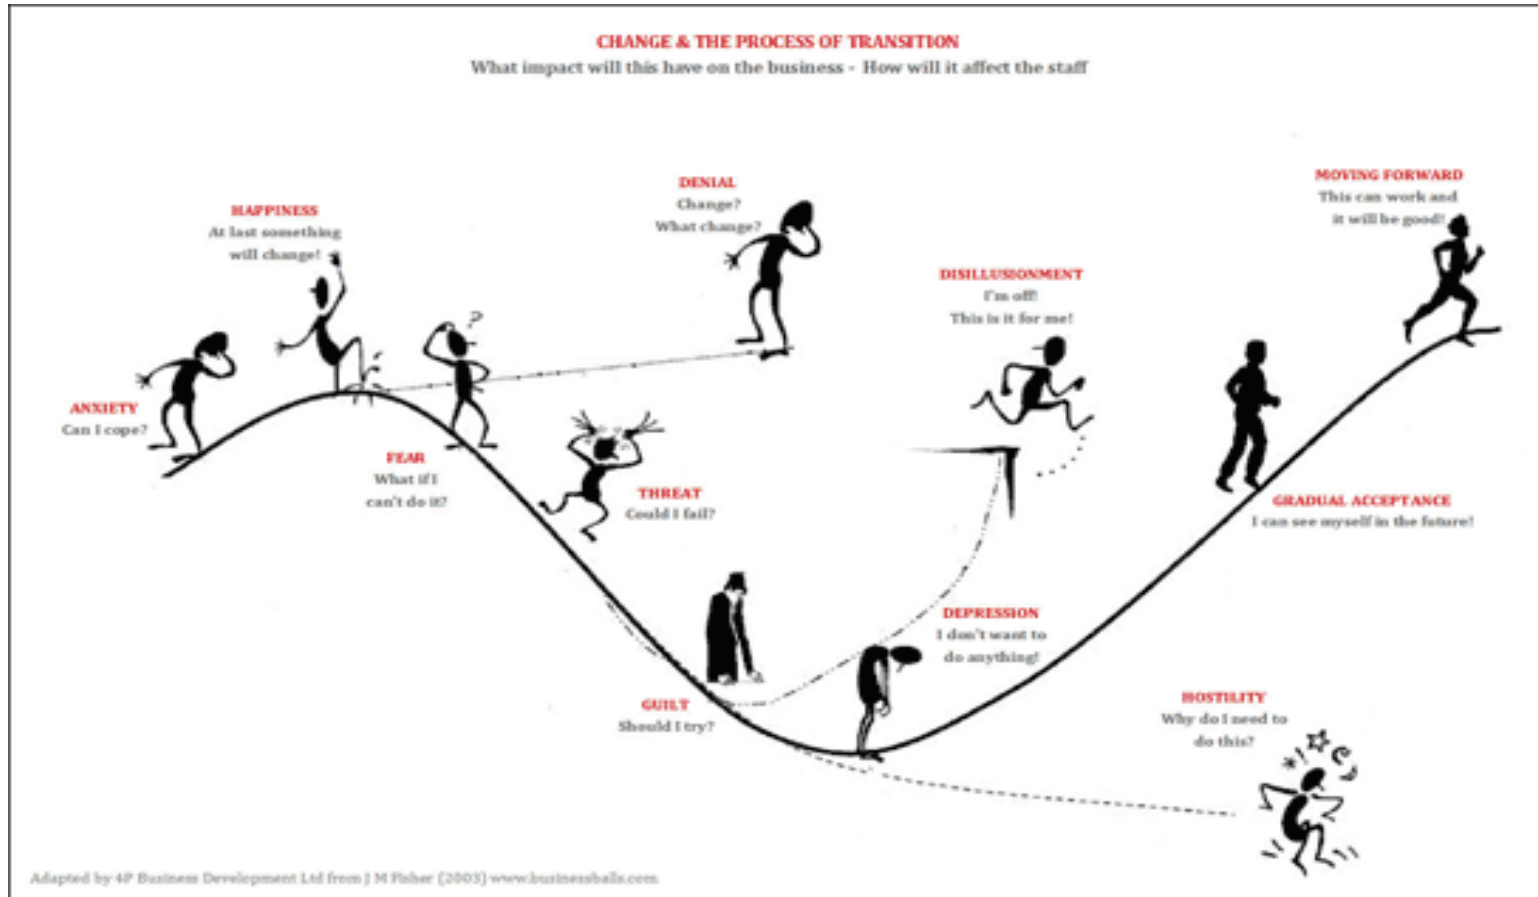 CHANGE & THE PROCESS OF TRANSITION
What impact will this have on the business - How will it affect the staff
ANXIETY
Can I cope?
HAPPINESS
At last something
will change!
FEAR
What if I
can't do it?
?
DENIAL
Change?
What change?
THREAT
Could I fail?
GUILT
Should I try?
DISILLUSIONMENT
I'm off!
This is it for me!
DEPRESSION
I don't want to
do anything!
HOSTILITY
Why do I need to
do this?
GRADUAL ACCEPTANCE
I can see myself in the future!
MOVING FORWARD
This can work and
it will be good!
Adapted by 4P Business Development Ltd from J M Fisher (2003) www.businessballs.com